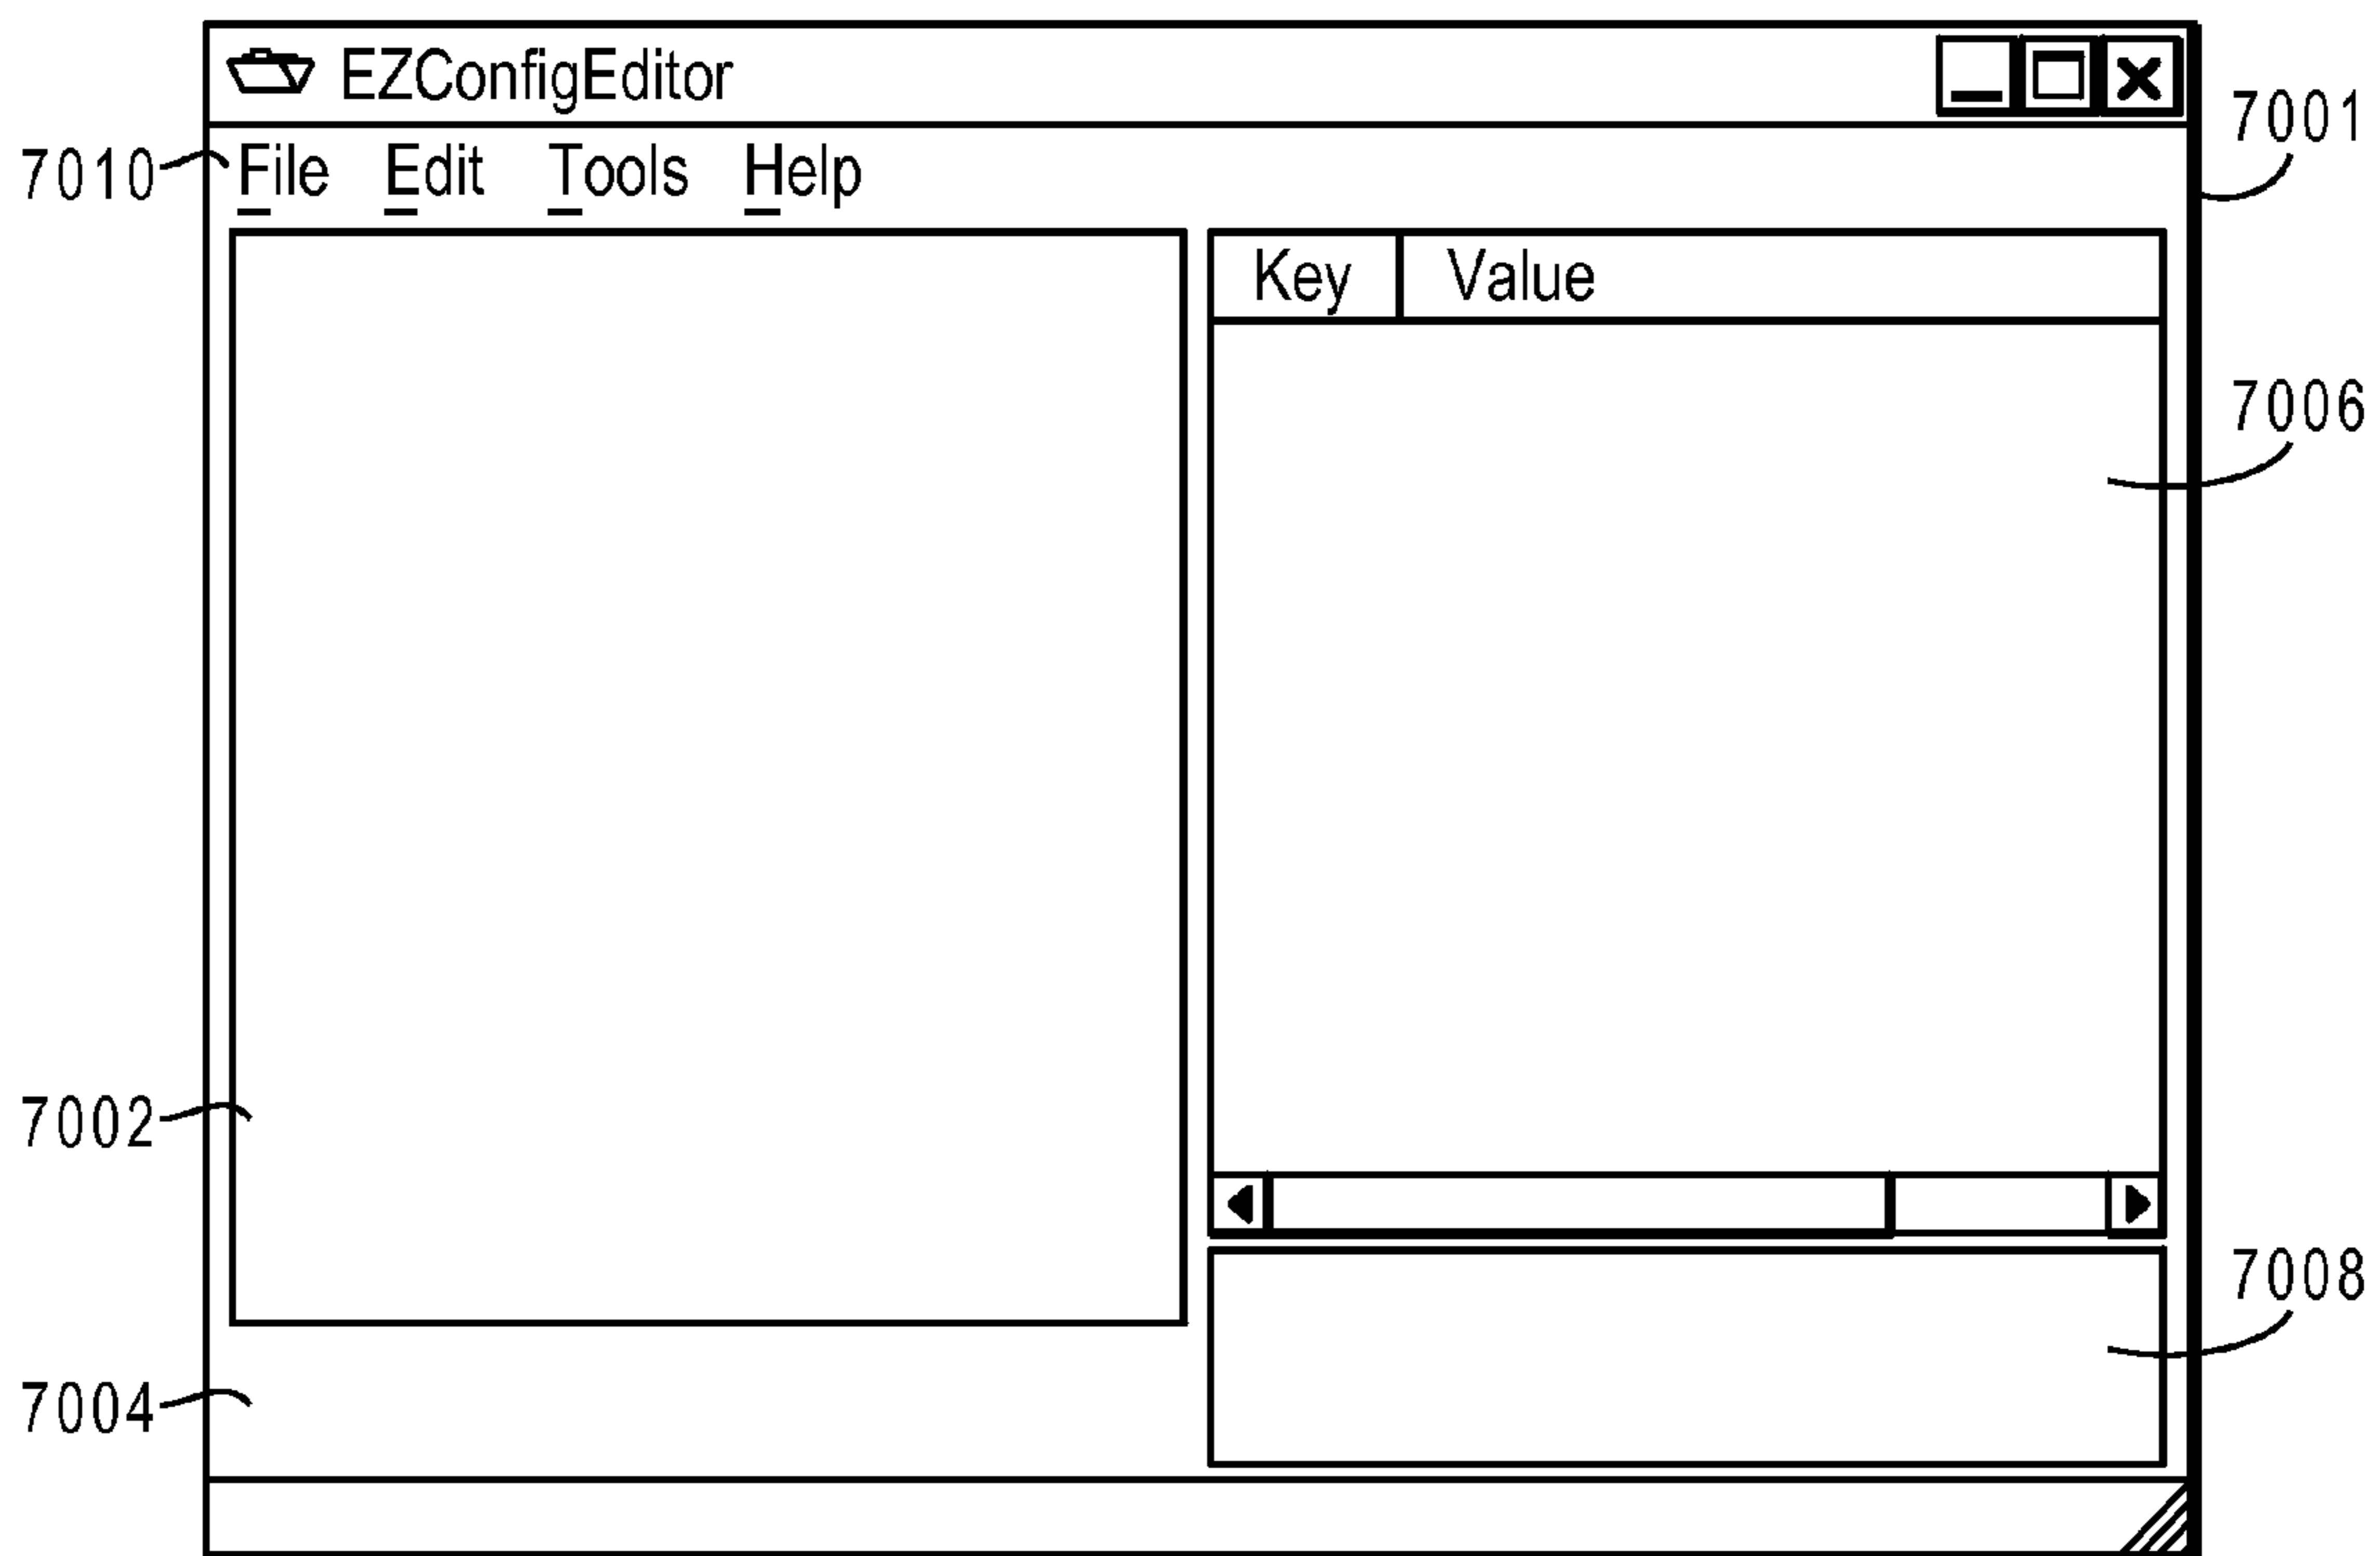 EZConfigEditor
7001
7010
File Edit Tools Help
Key Value
7006
7002
7008
7004